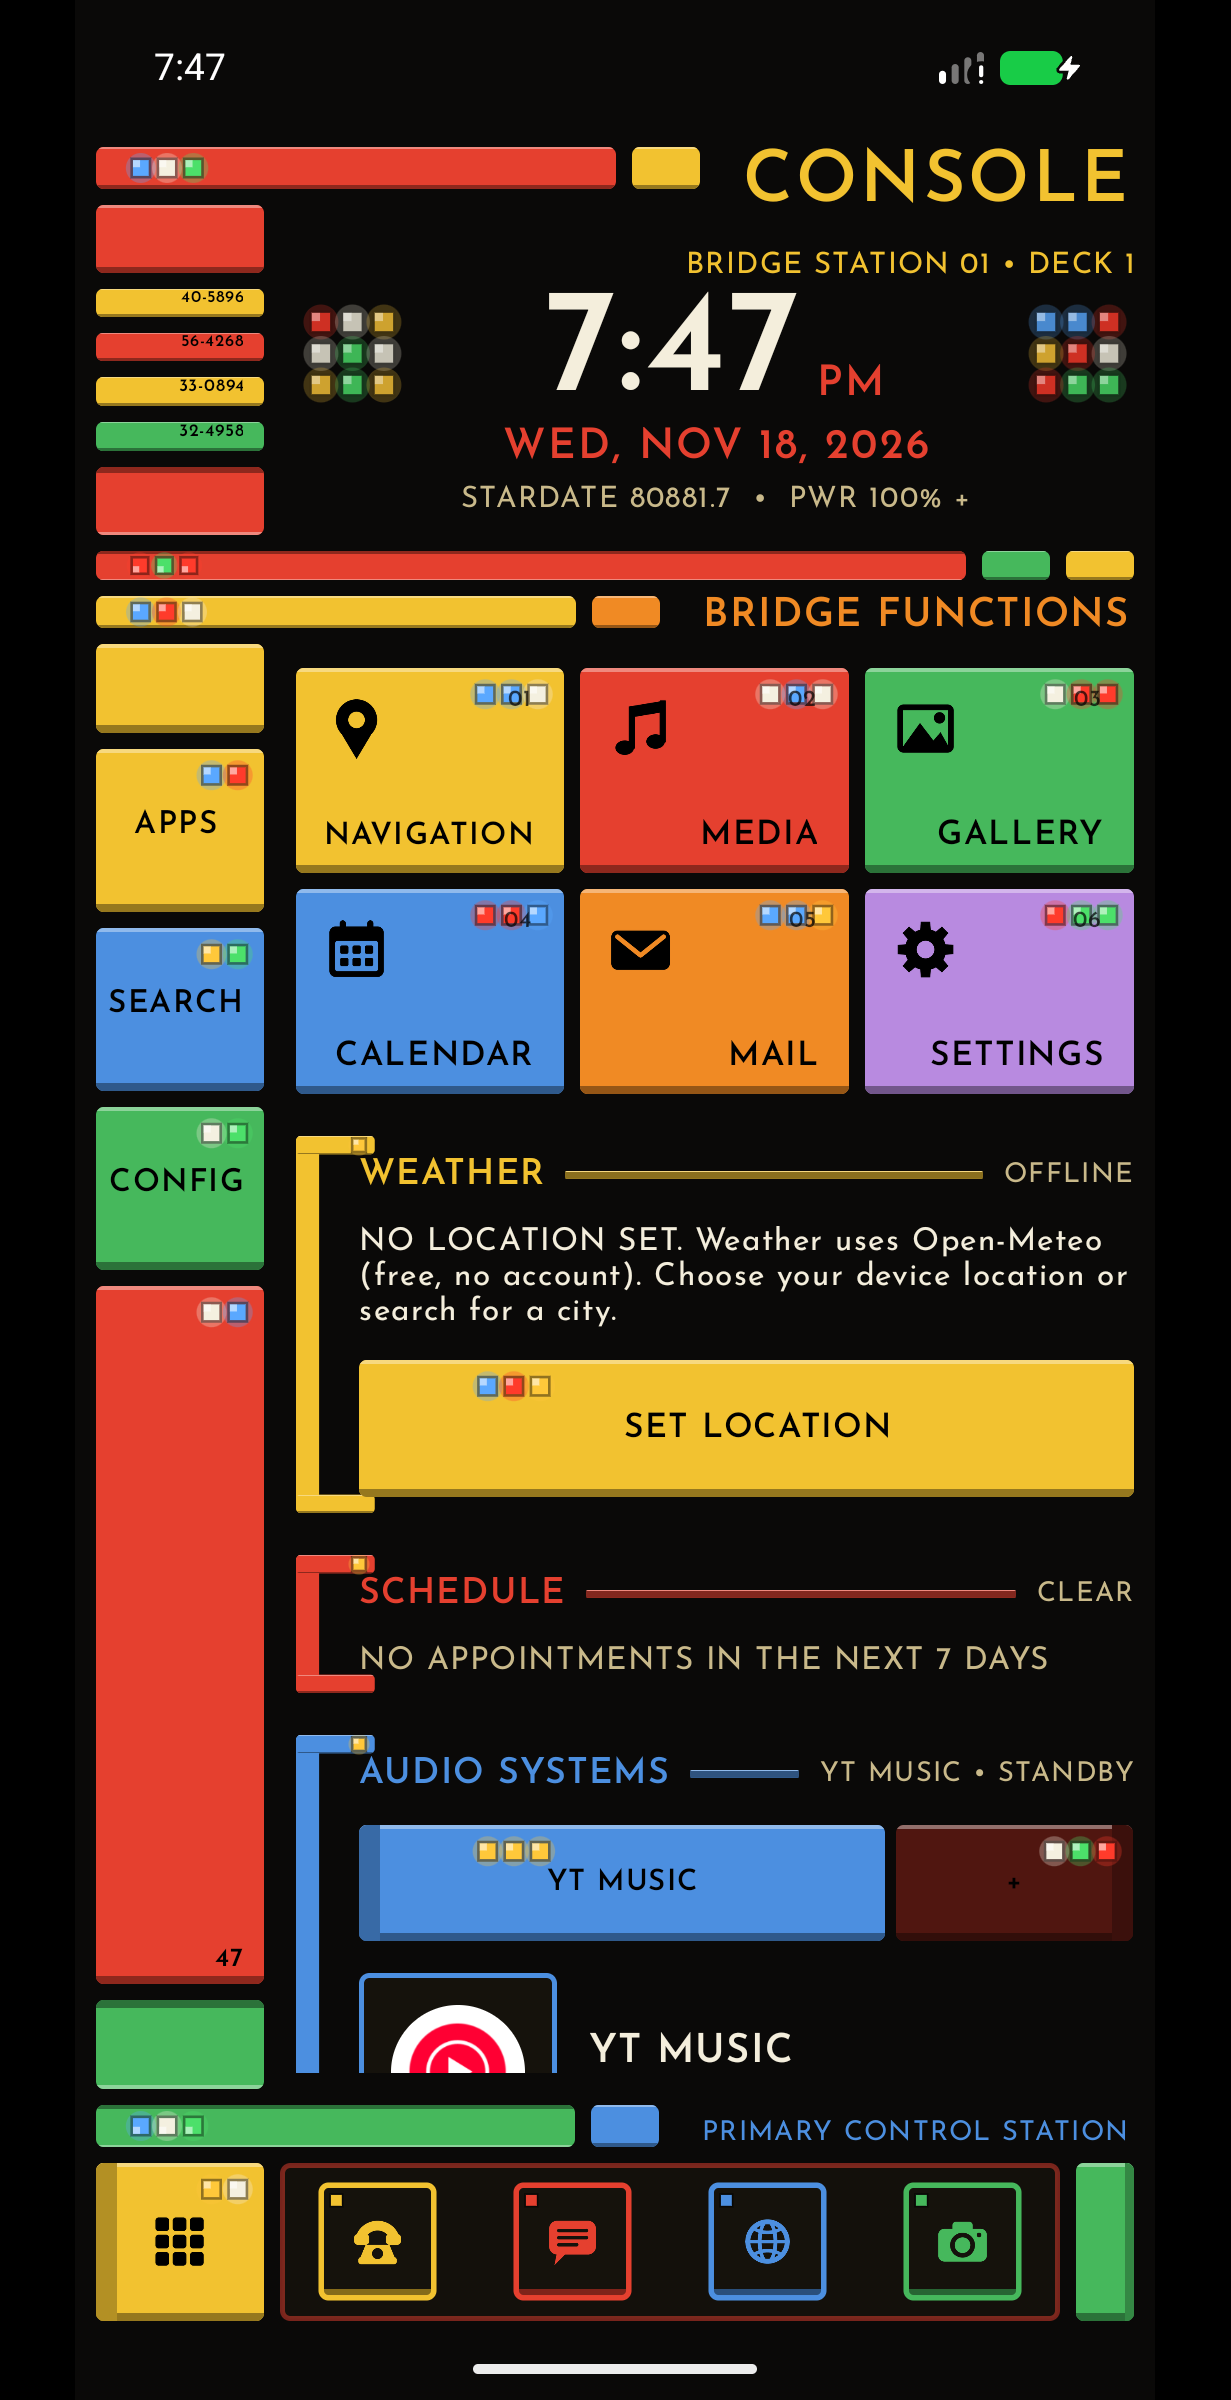 7:47
CONSOLE
BRIDGE STATION 01 • DECK 1
40-5896
56-4268
33-0894
32-4958
7:47 PM
WED, NOV 18, 2026
STARDATE 80881.7 • PWR 100% +
BRIDGE FUNCTIONS
01
NAVIGATION
02
MEDIA
03
GALLERY
04
CALENDAR
05
MAIL
06
SETTINGS
APPS
SEARCH
CONFIG
47
WEATHER
OFFLINE
NO LOCATION SET. Weather uses Open-Meteo
(free, no account). Choose your device location or
search for a city.
SET LOCATION
SCHEDULE
CLEAR
NO APPOINTMENTS IN THE NEXT 7 DAYS
AUDIO SYSTEMS
YT MUSIC • STANDBY
YT MUSIC
+
YT MUSIC
PRIMARY CONTROL STATION